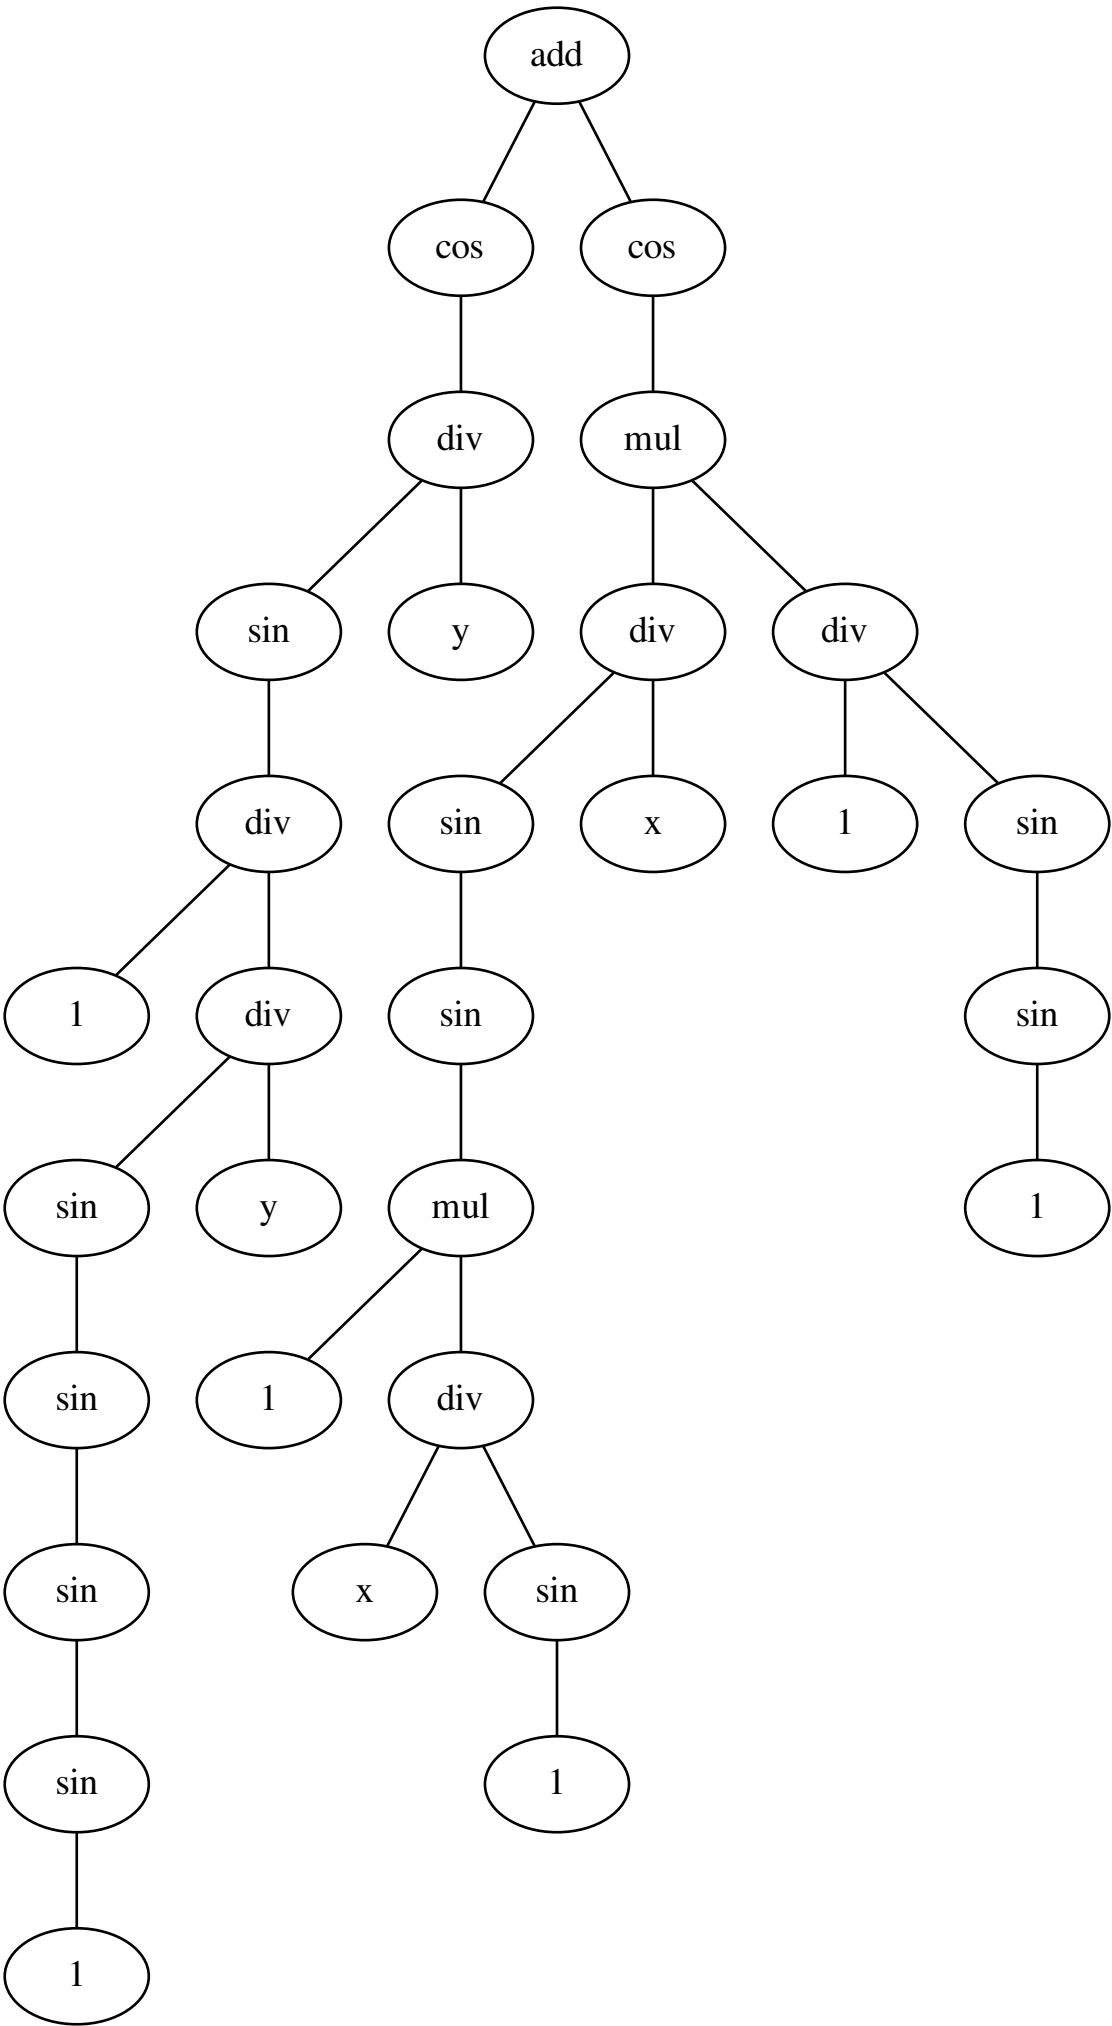 add
cos cos
div mul
sin y div div
div sin x 1 sin
1 div sin sin
sin y mul 1
sin 1 div
sin x sin
sin 1
1